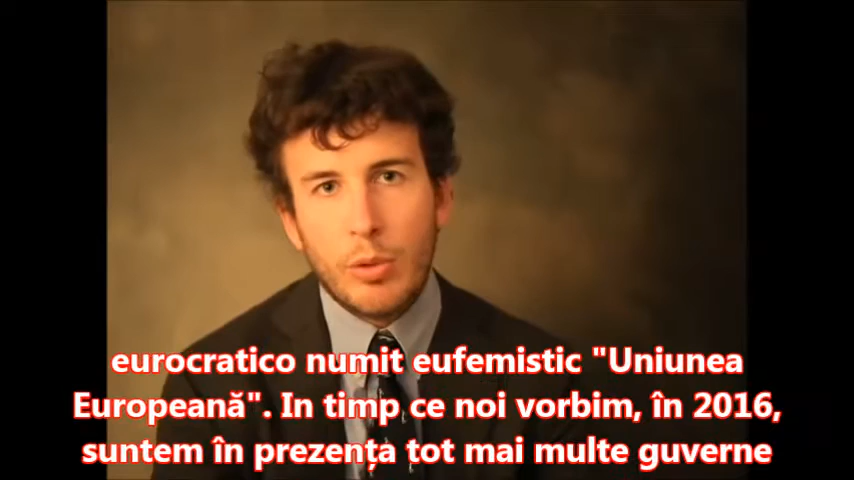 eurocratico numit eufemistic "Uniunea
Europeană". In timp ce noi vorbim, în 2016,
suntem în prezența tot mai multe guverne